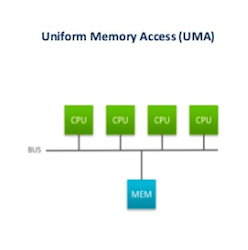 Uniform Memory Access (UMA)
CPU CPU CPU CPU
BUS
MEM